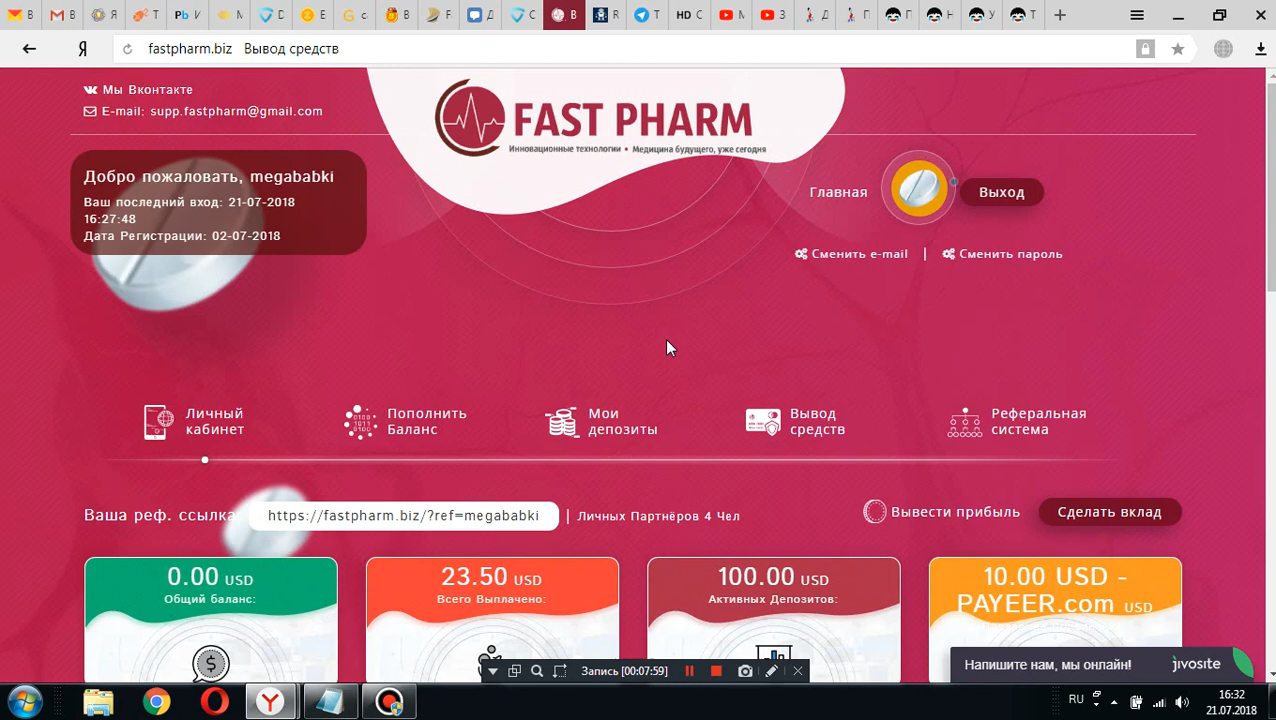 fastpharm.biz Вывод средств
Мы Вконтакте
E-mail: supp.fastpharm@gmail.com
FAST PHARM
Инновационные технологии • Медицина будущего, уже сегодня
Добро пожаловать, megababki
Ваш последний вход: 21-07-2018
16:27:48
Дата Регистрации: 02-07-2018
Главная
Выход
Сменить e-mail | Сменить пароль
Личный
кабинет
Пополнить
Баланс
Мои
депозиты
Вывод
средств
Реферальная
система
Ваша реф. ссылка
https://fastpharm.biz/?ref=megababki
| Личных Партнёров 4 Чел
Вывести прибыль
Сделать вклад
0.00 USD
Общий баланс:
23.50 USD
Всего Выплачено:
100.00 USD
Активных Депозитов:
10.00 USD -
PAYEER.com USD
Напишите нам, мы онлайн!
jivosite
Запись [00:07:59]
RU
16:32
21.07.2018